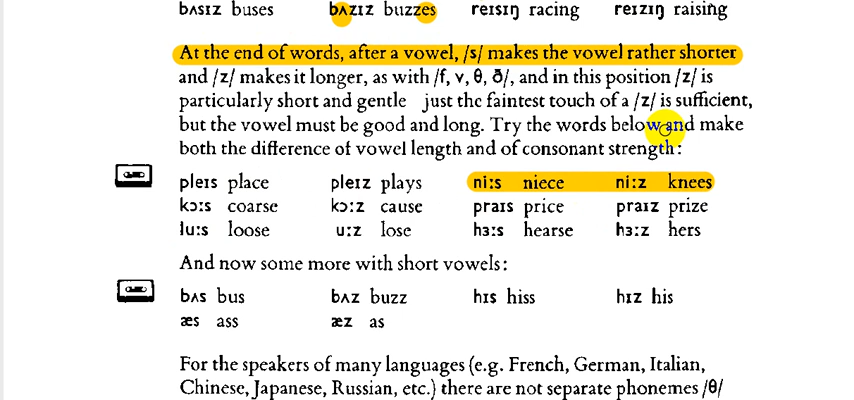 bʌsɪz buses bʌzɪz buzzes reɪsɪŋ racing reɪzɪŋ raising
At the end of words, after a vowel, /s/ makes the vowel rather shorter
and /z/ makes it longer, as with /f, v, θ, ð/, and in this position /z/ is
particularly short and gentle just the faintest touch of a /z/ is sufficient,
but the vowel must be good and long. Try the words below and make
both the difference of vowel length and of consonant strength:
pleɪs place pleɪz plays niːs niece niːz knees
kɔːs coarse kɔːz cause praɪs price praɪz prize
luːs loose uːz lose hɜːs hearse hɜːz hers
And now some more with short vowels:
bʌs bus bʌz buzz hɪs hiss hɪz his
æs ass æz as
For the speakers of many languages (e.g. French, German, Italian,
Chinese, Japanese, Russian, etc.) there are not separate phonemes /θ/